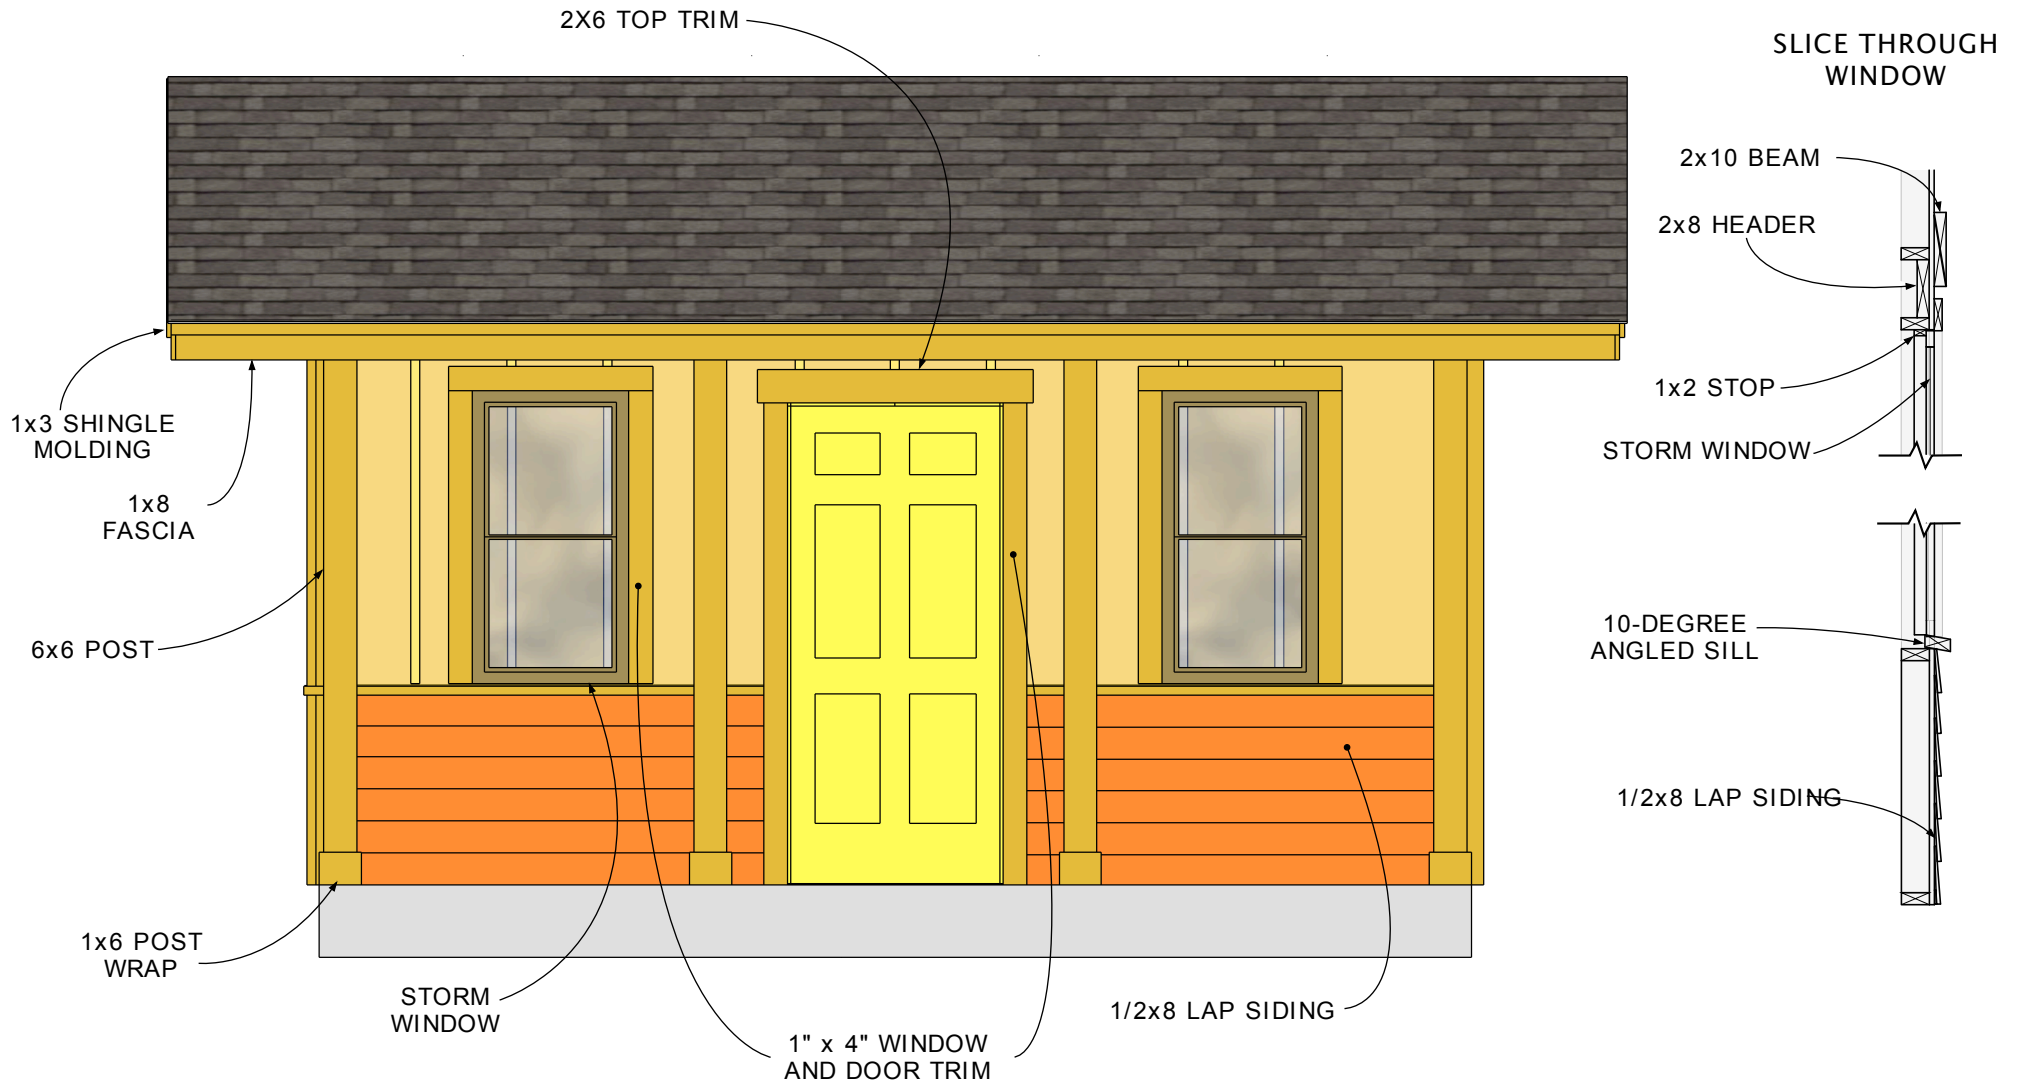 2X6 TOP TRIM
SLICE THROUGH
WINDOW
2x10 BEAM
2x8 HEADER
1x2 STOP
STORM WINDOW
1x3 SHINGLE
MOLDING
1x8
FASCIA
6x6 POST
10-DEGREE
ANGLED SILL
1/2x8 LAP SIDING
1x6 POST
WRAP
STORM
WINDOW
1" x 4" WINDOW
AND DOOR TRIM
1/2x8 LAP SIDING